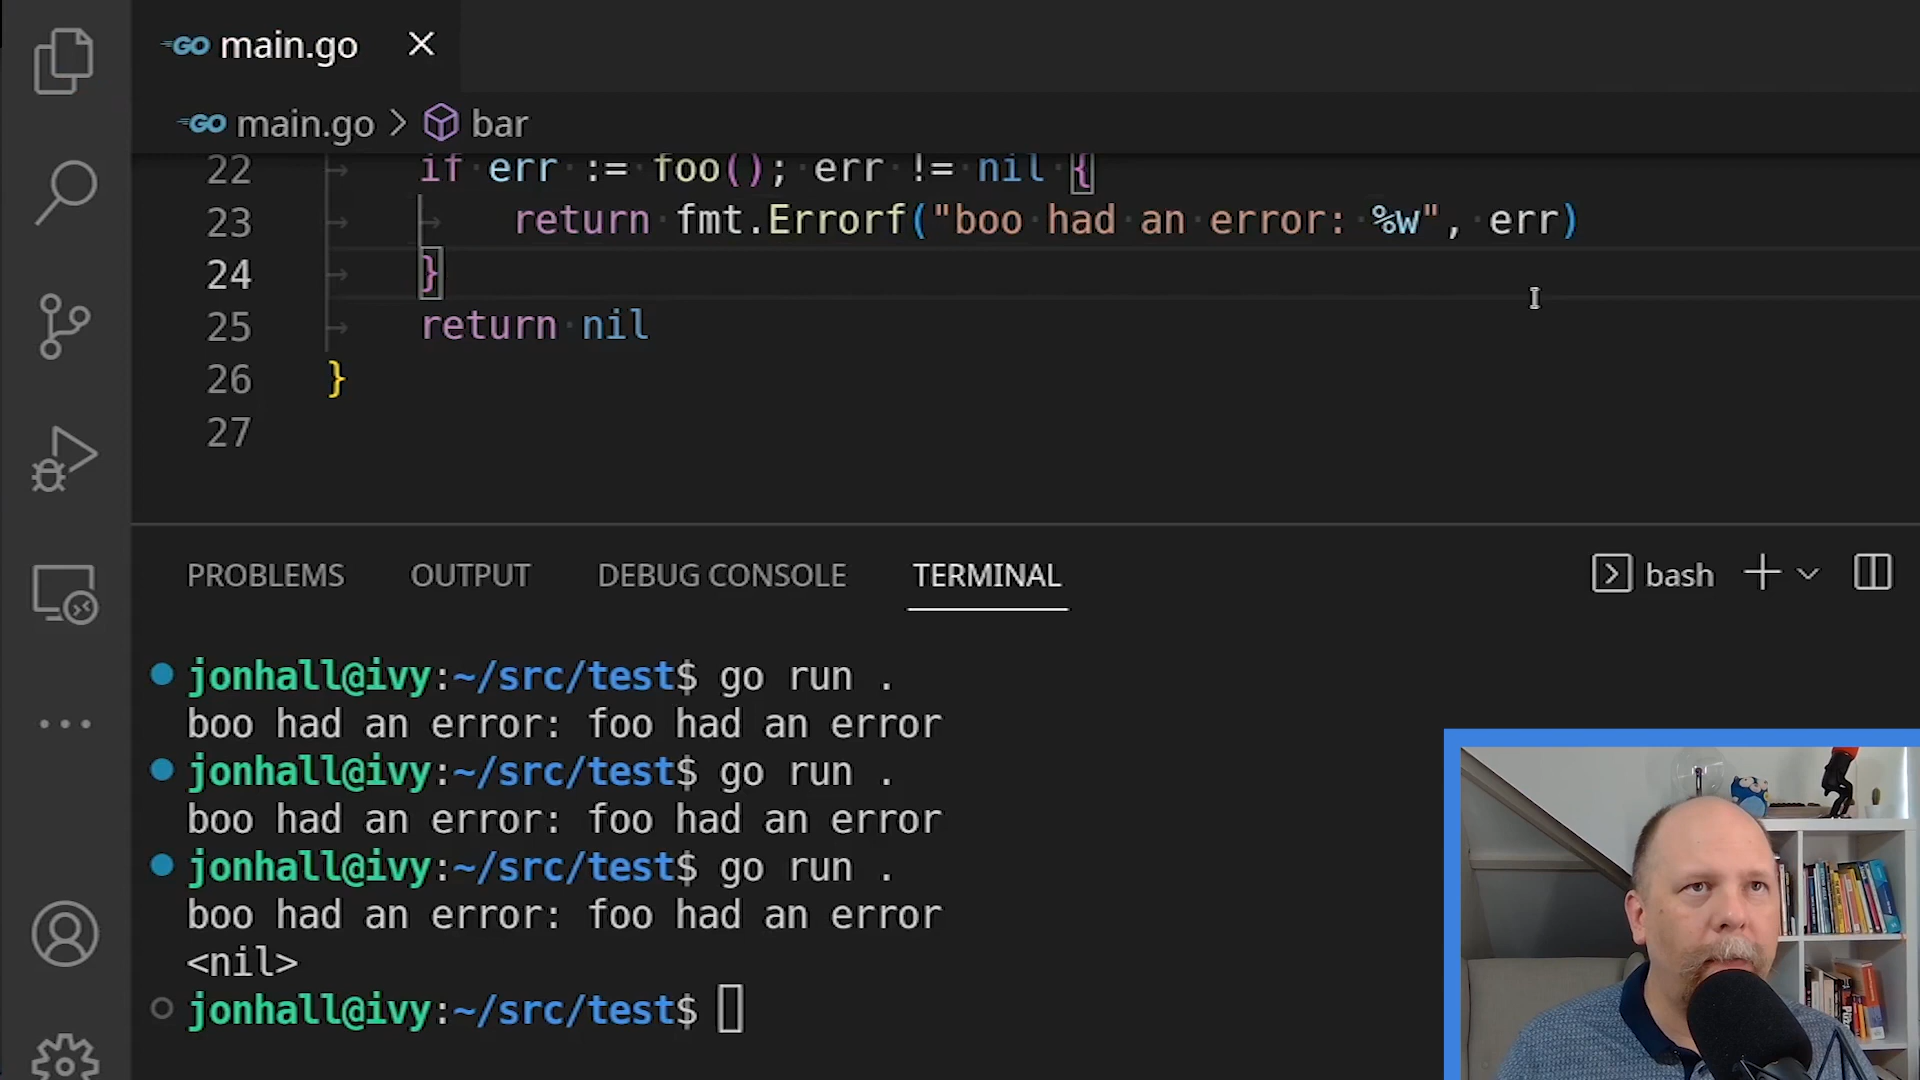 GO main.go
GO main.go > bar
22 if err := foo(); err != nil {
23 return fmt.Errorf("boo had an error: %w", err)
24 }
25 return nil
26 }
27
PROBLEMS OUTPUT DEBUG CONSOLE TERMINAL bash
jonhall@ivy:~/src/test$ go run .
boo had an error: foo had an error
jonhall@ivy:~/src/test$ go run .
boo had an error: foo had an error
jonhall@ivy:~/src/test$ go run .
boo had an error: foo had an error
<nil>
jonhall@ivy:~/src/test$